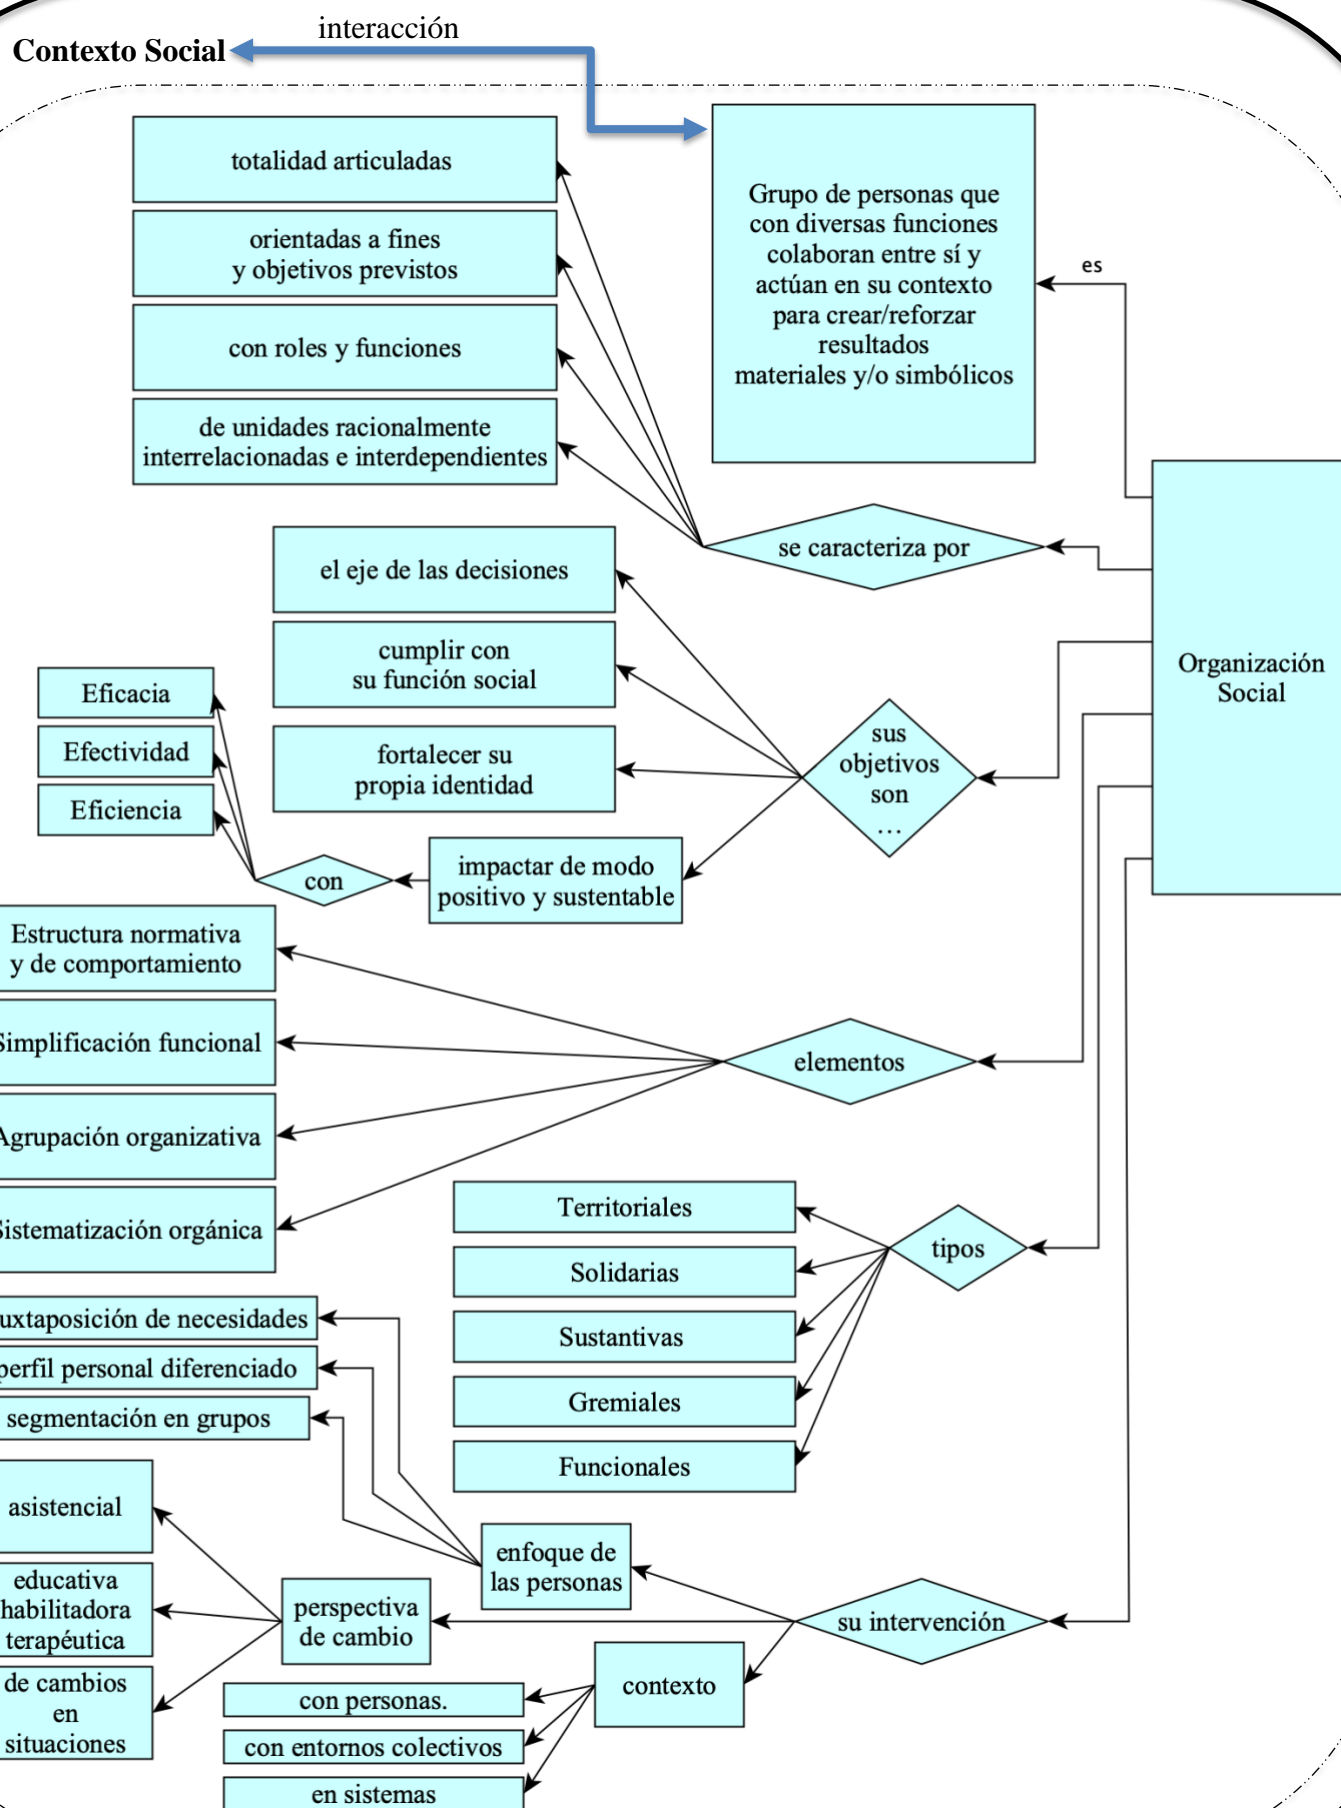 interacción
Contexto Social
totalidad articuladas
orientadas a fines
y objetivos previstos
con roles y funciones
de unidades racionalmente
interrelacionadas e interdependientes
Grupo de personas que
con diversas funciones
colaboran entre sí y
actúan en su contexto
para crear/reforzar
resultados
materiales y/o simbólicos
es
se caracteriza por
Organización
Social
el eje de las decisiones
cumplir con
su función social
fortalecer su
propia identidad
impactar de modo
positivo y sustentable
sus
objetivos
son
...
con
Eficacia
Efectividad
Eficiencia
Estructura normativa
y de comportamiento
Simplificación funcional
Agrupación organizativa
Sistematización orgánica
elementos
Territoriales
Solidarias
Sustantivas
Gremiales
Funcionales
tipos
uxtaposición de necesidades
perfil personal diferenciado
segmentación en grupos
enfoque de
las personas
asistencial
educativa
habilitadora
terapéutica
de cambios
en
situaciones
perspectiva
de cambio
su intervención
contexto
con personas.
con entornos colectivos
en sistemas